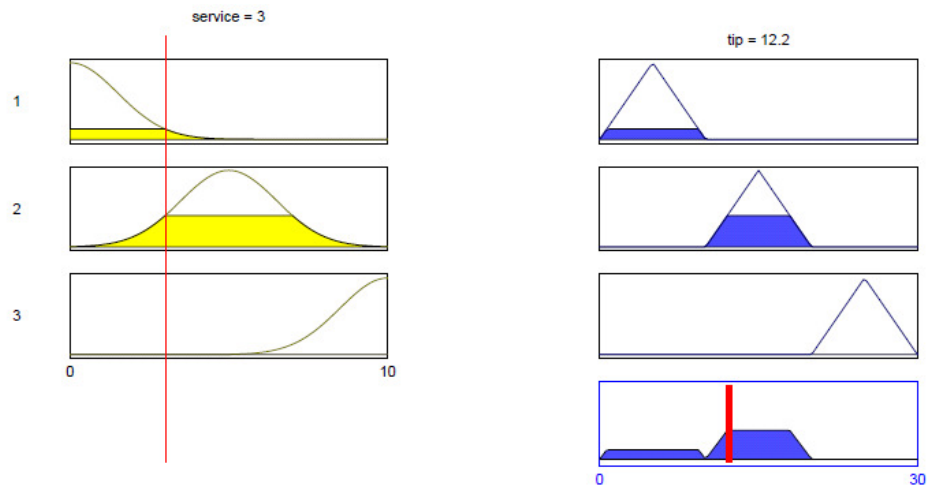 service = 3
tip = 12.2
1
2
3
0 10
0 30